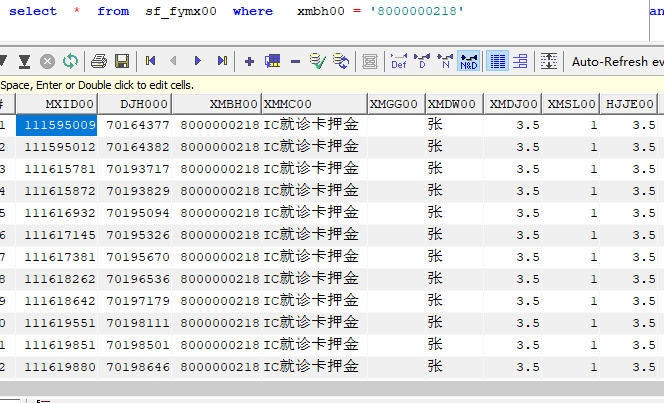 select * from sf_fymx00 where xmbh00 = '8000000218' an
Def D N N&D Auto-Refresh ev
Space, Enter or Double click to edit cells.
# MXID00 DJH000 XMBH00 XMMC00 XMGG00 XMDW00 XMDJ00 XMSL00 HJJE00
1 111595009 70164377 8000000218 IC就诊卡押金 张 3.5 1 3.5
2 111595012 70164382 8000000218 IC就诊卡押金 张 3.5 1 3.5
3 111615781 70193717 8000000218 IC就诊卡押金 张 3.5 1 3.5
4 111615872 70193829 8000000218 IC就诊卡押金 张 3.5 1 3.5
5 111616932 70195094 8000000218 IC就诊卡押金 张 3.5 1 3.5
6 111617145 70195326 8000000218 IC就诊卡押金 张 3.5 1 3.5
7 111617381 70195670 8000000218 IC就诊卡押金 张 3.5 1 3.5
8 111618262 70196536 8000000218 IC就诊卡押金 张 3.5 1 3.5
9 111618642 70197179 8000000218 IC就诊卡押金 张 3.5 1 3.5
0 111619551 70198111 8000000218 IC就诊卡押金 张 3.5 1 3.5
1 111619851 70198501 8000000218 IC就诊卡押金 张 3.5 1 3.5
2 111619880 70198646 8000000218 IC就诊卡押金 张 3.5 1 3.5